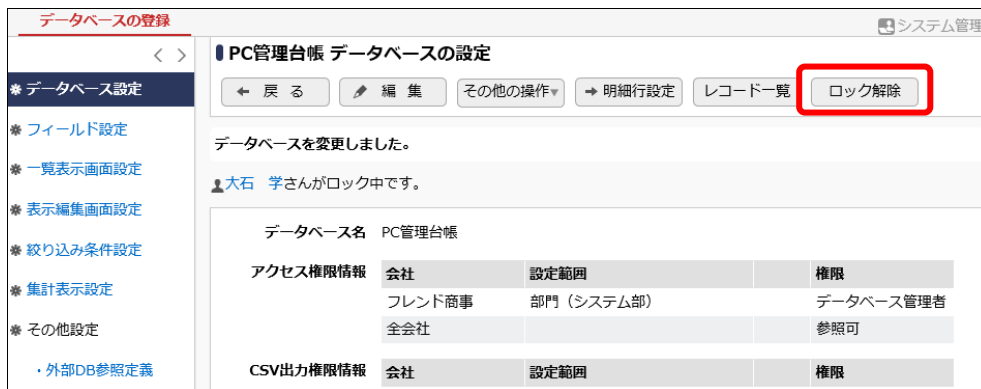 データベースの登録
システム管理
< >
PC管理台帳 データベースの設定
データベース設定
← 戻 る 編 集 その他の操作▼ → 明細行設定 レコード一覧 ロック解除
フィールド設定
データベースを変更しました。
一覧表示画面設定
大石 学さんがロック中です。
表示編集画面設定
データベース名 PC管理台帳
絞り込み条件設定
アクセス権限情報 会社 設定範囲 権限
集計表示設定
フレンド商事 部門（システム部） データベース管理者
その他設定
全会社 参照可
・外部DB参照定義
CSV出力権限情報 会社 設定範囲 権限